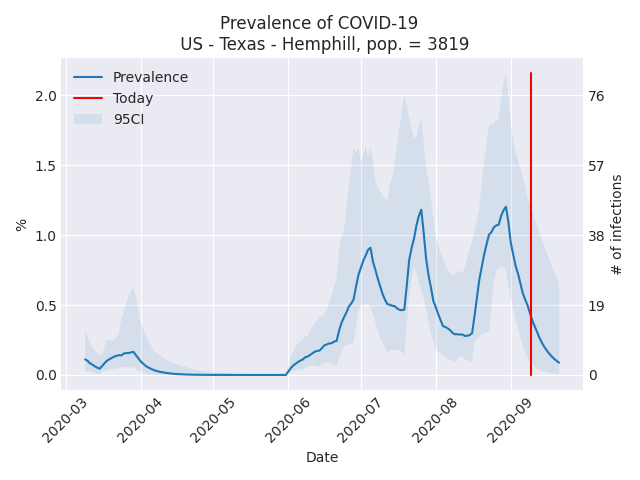 Prevalence of COVID-19
US - Texas - Hemphill, pop. = 3819
Prevalence
Today
95CI
%
2.0
1.5
1.0
0.5
0.0
76
57
38
19
0
# of infections
2020-03
2020-04
2020-05
2020-06
2020-07
2020-08
2020-09
Date